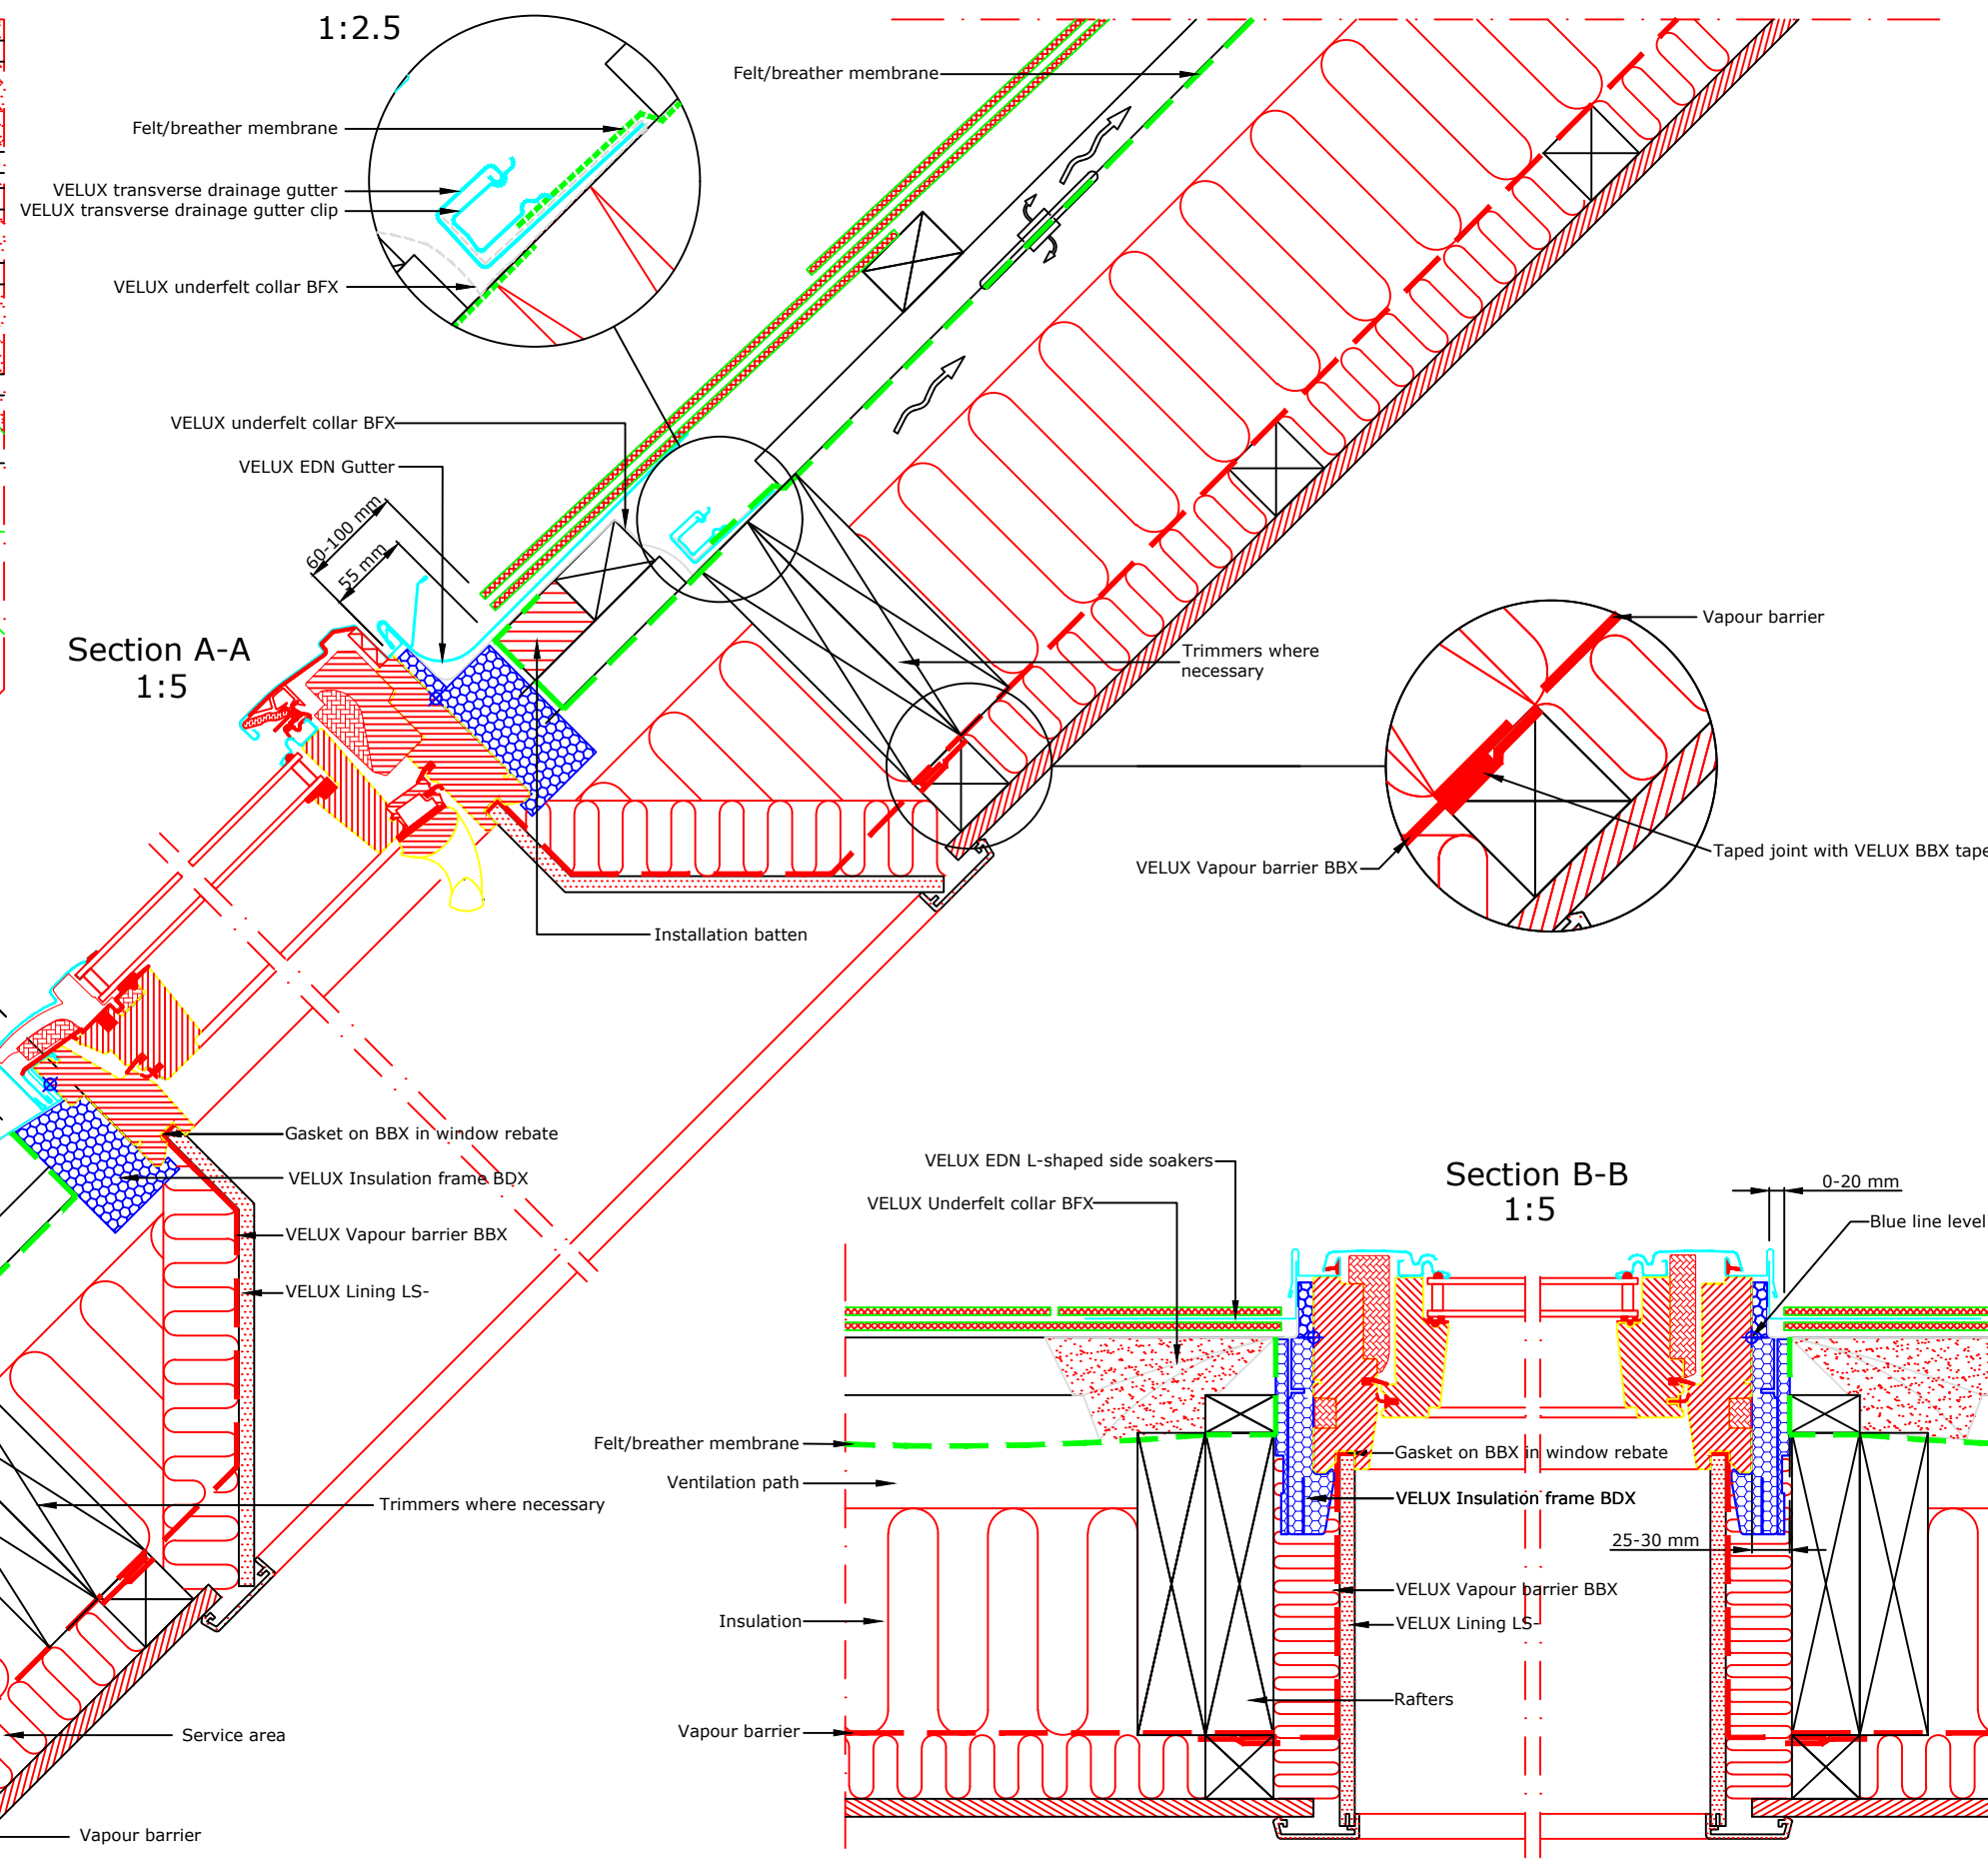 1:2.5
Felt/breather membrane
Felt/breather membrane
VELUX transverse drainage gutter
VELUX transverse drainage gutter clip
VELUX underfelt collar BFX
VELUX underfelt collar BFX
VELUX EDN Gutter
60-100 mm
55 mm
Section A-A
1:5
Trimmers where
necessary
Vapour barrier
VELUX Vapour barrier BBX
Taped joint with VELUX BBX tape
Installation batten
Gasket on BBX in window rebate
VELUX Insulation frame BDX
VELUX Vapour barrier BBX
VELUX Lining LS-
Trimmers where necessary
Service area
Vapour barrier
Section B-B
1:5
VELUX EDN L-shaped side soakers
VELUX Underfelt collar BFX
0-20 mm
Blue line level
Felt/breather membrane
Ventilation path
Gasket on BBX in window rebate
VELUX Insulation frame BDX
25-30 mm
VELUX Vapour barrier BBX
Insulation
VELUX Lining LS-
Rafters
Vapour barrier